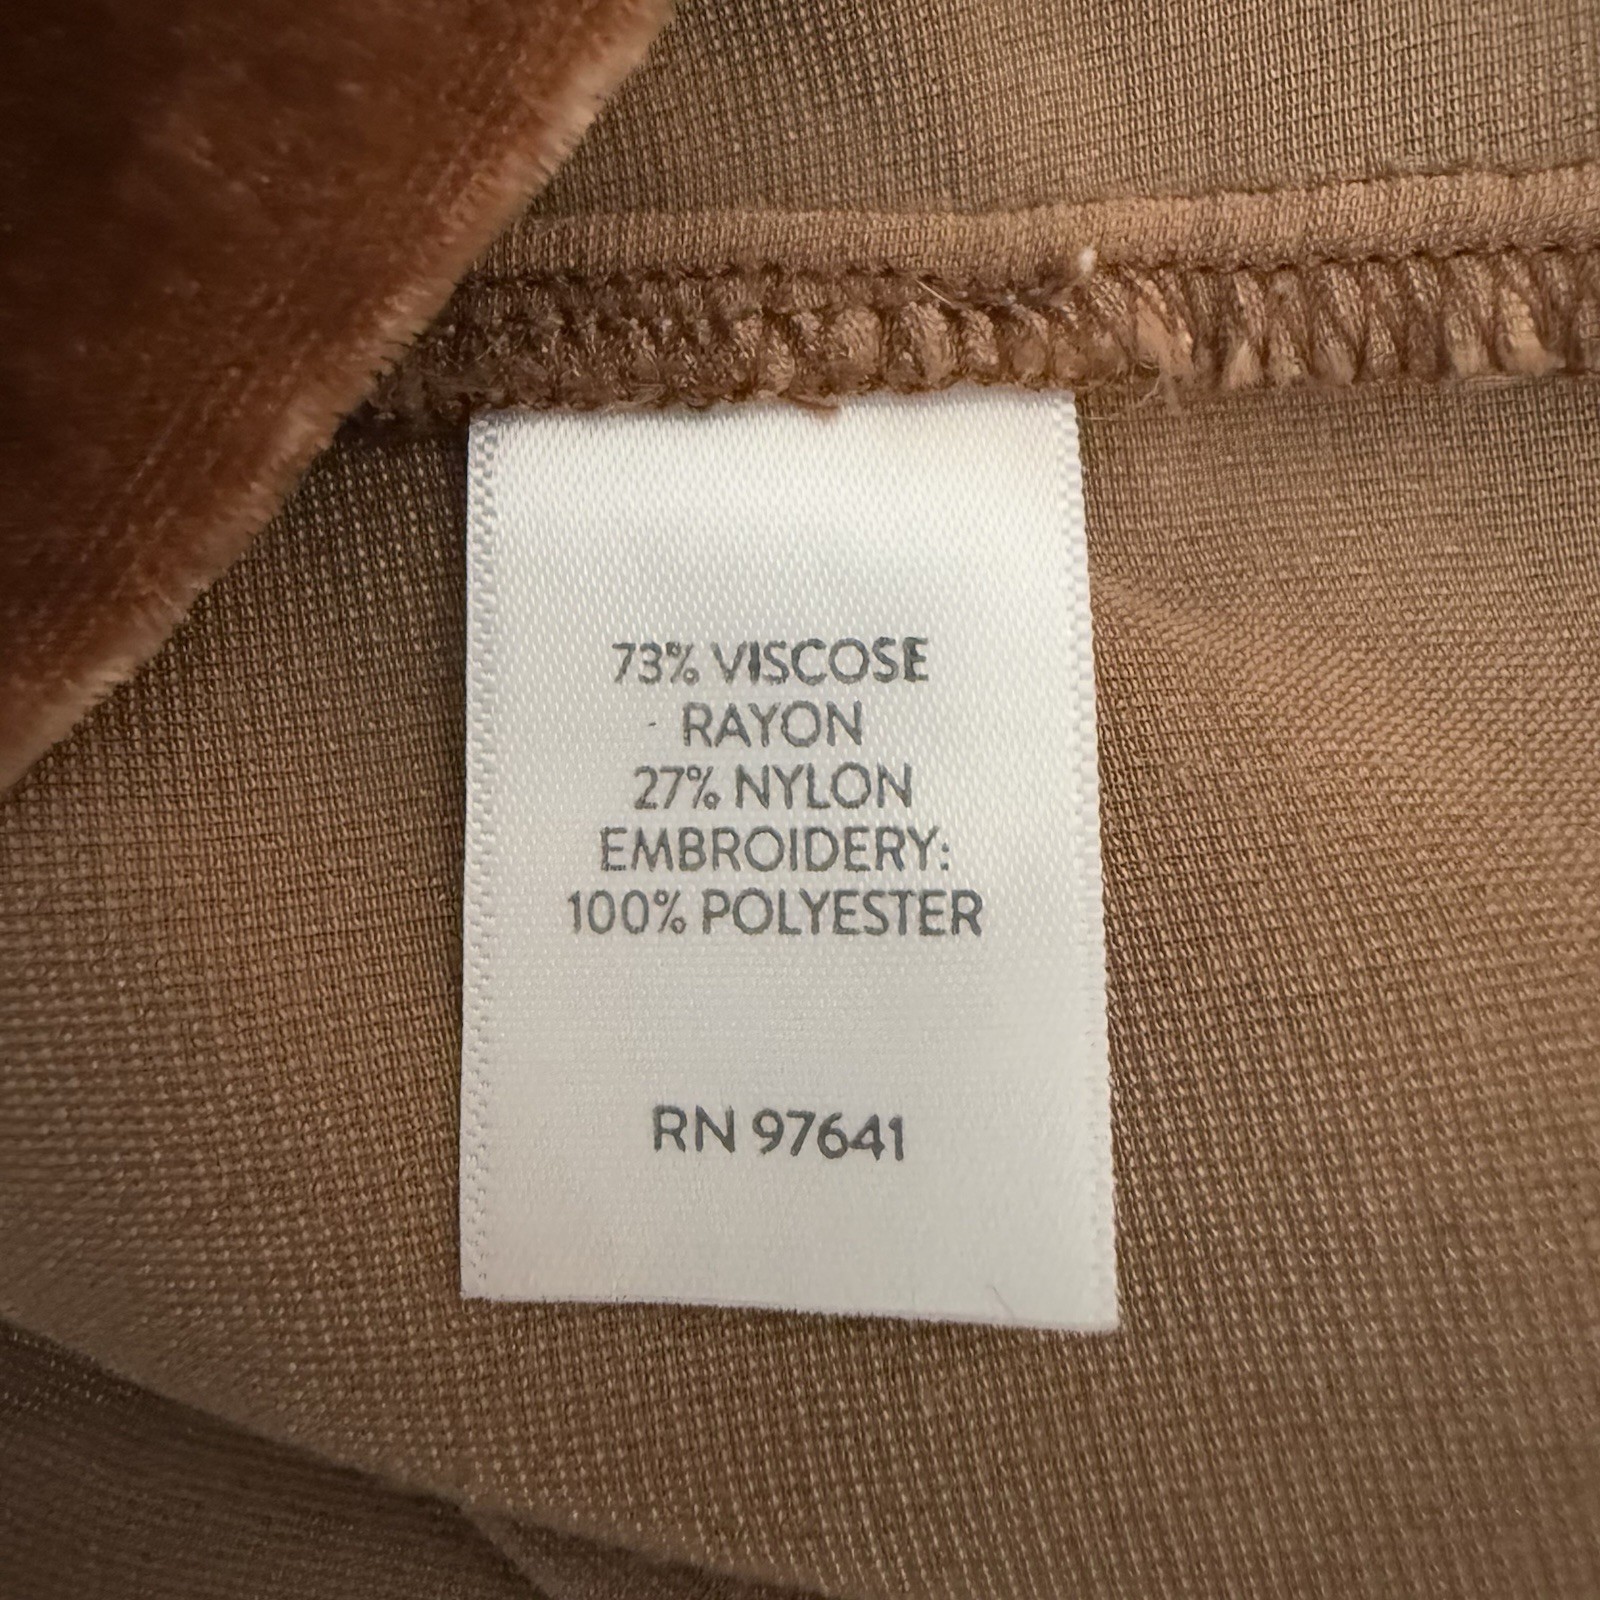 73% VISCOSE
RAYON
27% NYLON
EMBROIDERY:
100% POLYESTER
RN 97641